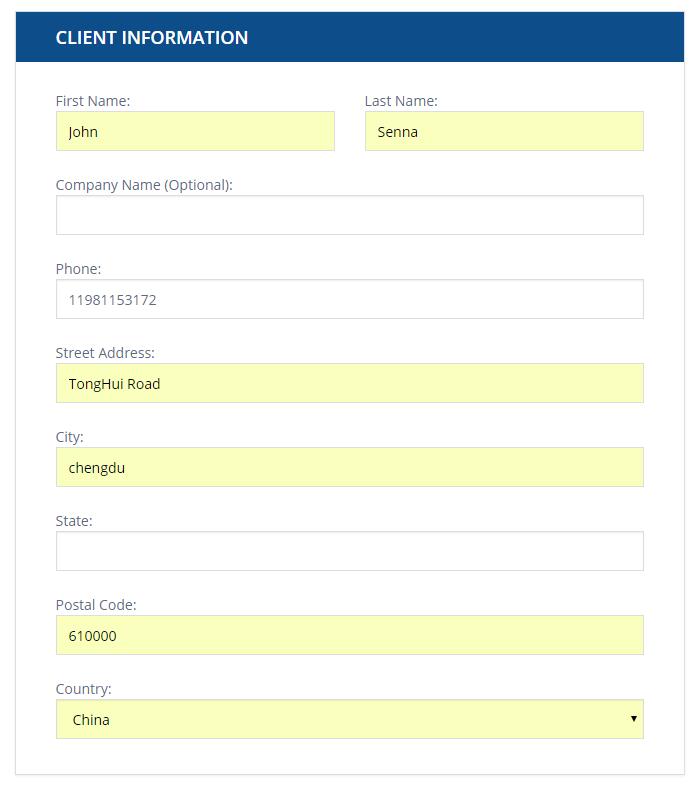 CLIENT INFORMATION
First Name: Last Name:
John Senna
Company Name (Optional):
Phone:
11981153172
Street Address:
TongHui Road
City:
chengdu
State:
Postal Code:
610000
Country:
China